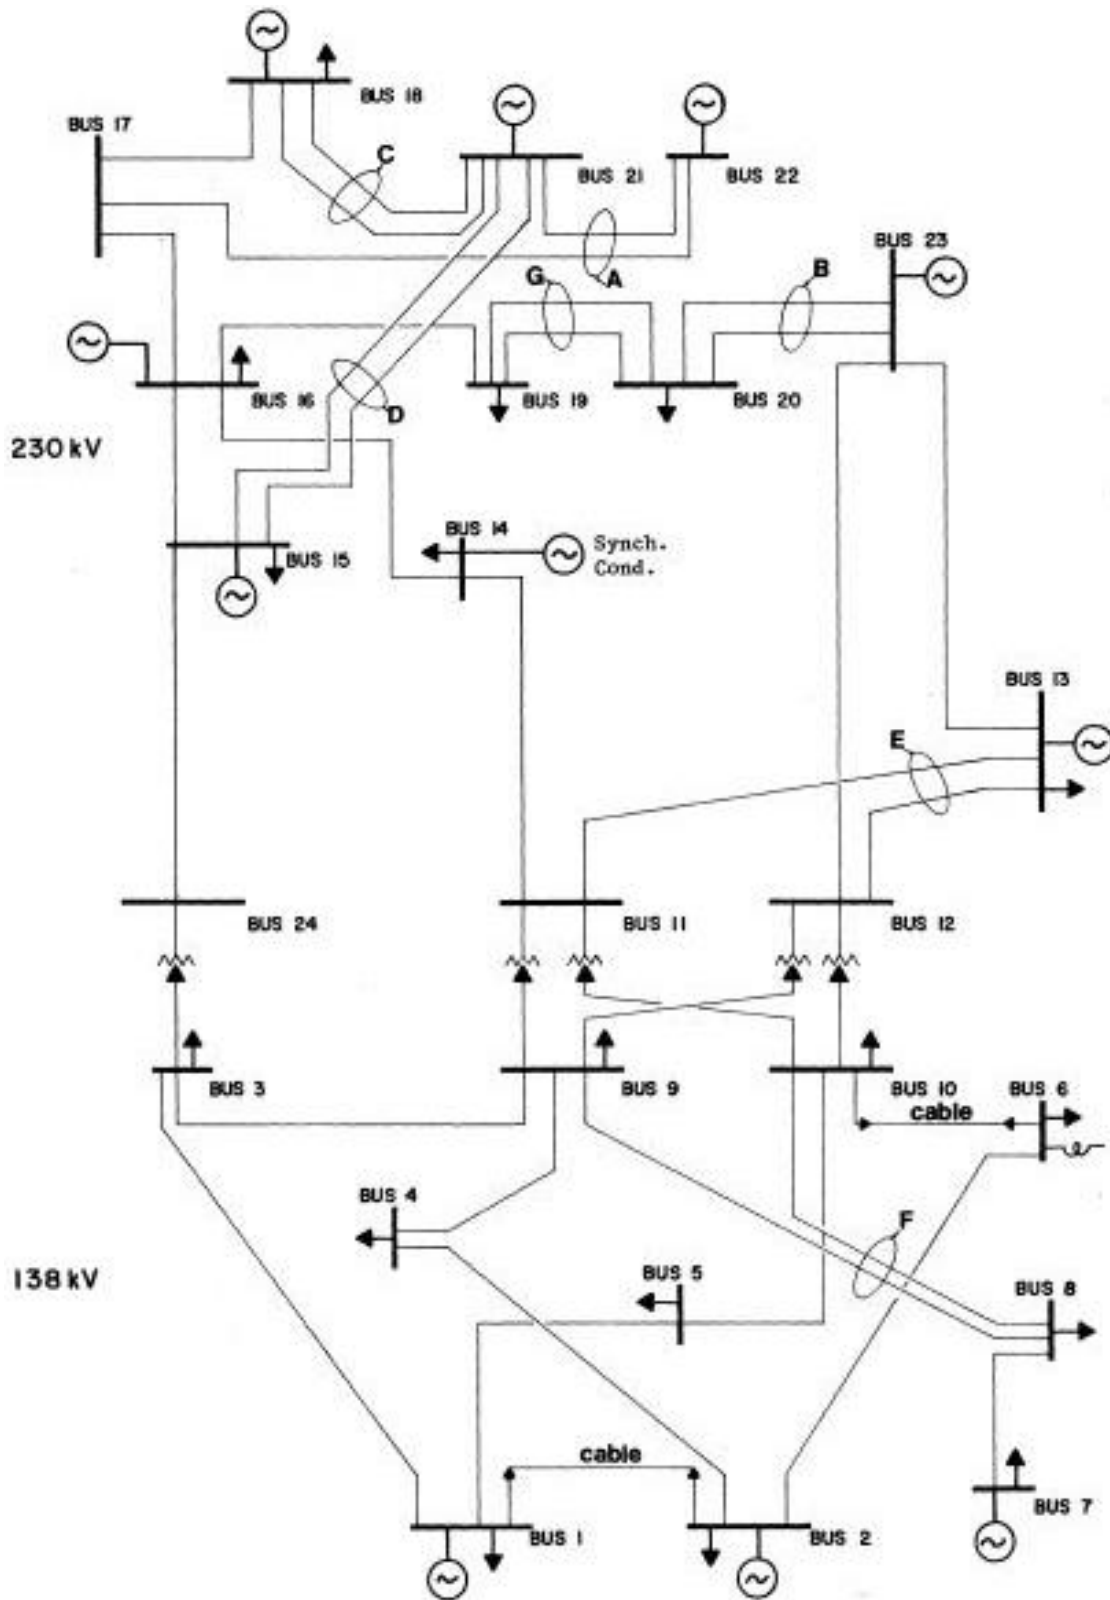 BUS 18
BUS 17
C
BUS 21
BUS 22
BUS 23
G
A
B
BUS 16
D
BUS 19
BUS 20
230 kV
BUS 14
Synch.
Cond.
BUS 15
BUS 13
E
BUS 24
BUS 11
BUS 12
BUS 3
BUS 9
BUS 10
BUS 6
cable
BUS 4
F
138 kV
BUS 5
BUS 8
cable
BUS 7
BUS 1
BUS 2